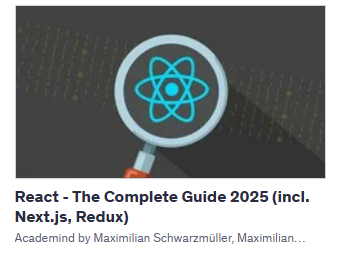 React - The Complete Guide 2025 (incl.
Next.js, Redux)
Academind by Maximilian Schwarzmüller, Maximilian...